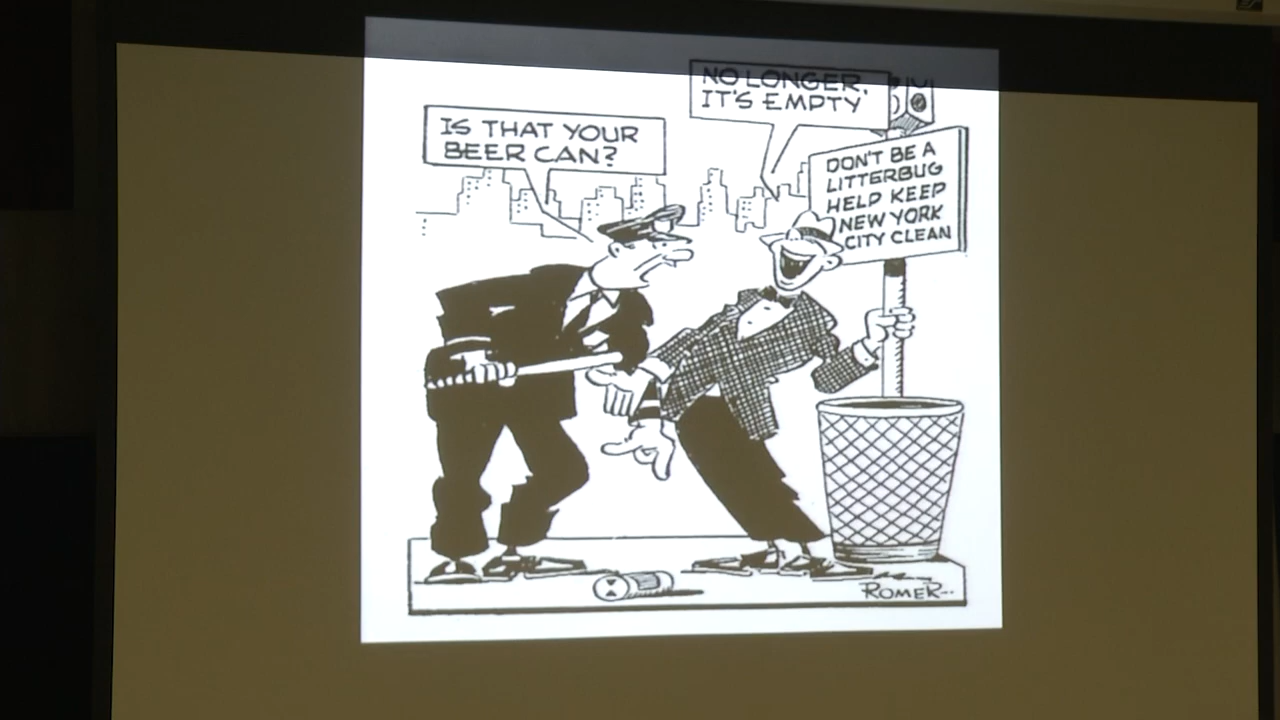 IS THAT YOUR
BEER CAN?
NO LONGER,
IT'S EMPTY
DON'T BE A
LITTERBUG
HELP KEEP
NEW YORK
CITY CLEAN
ROMER